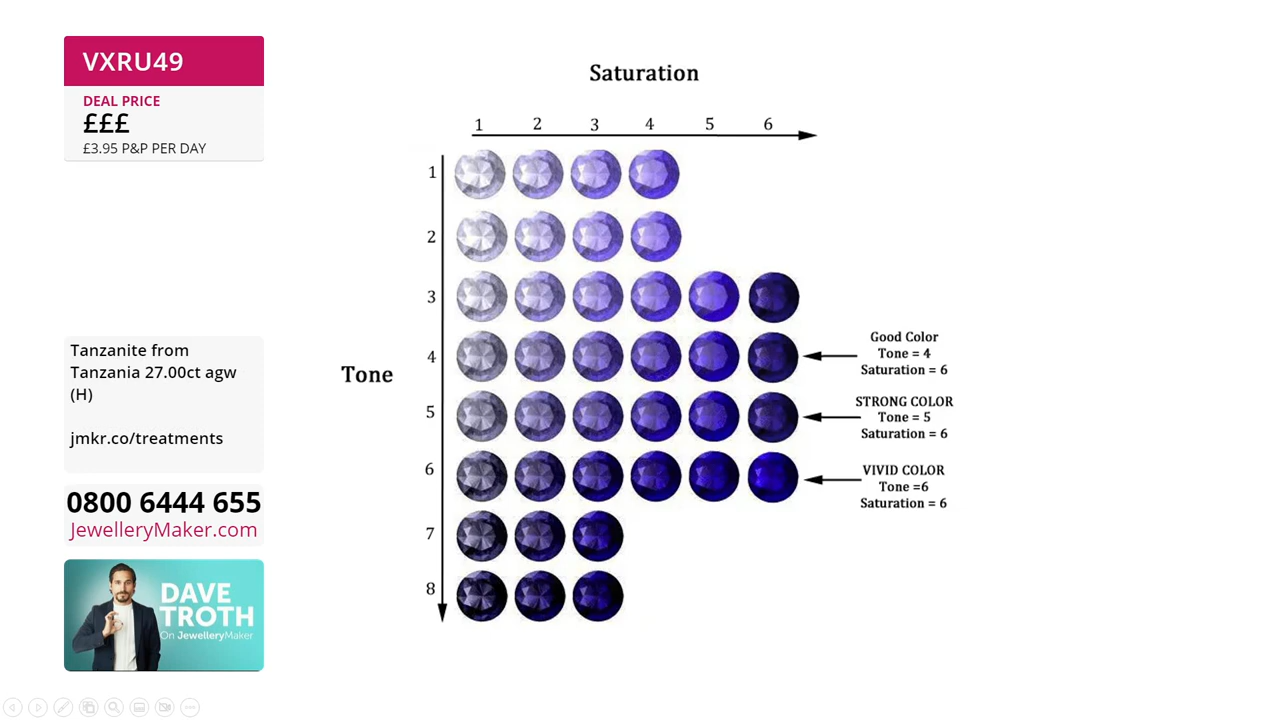 VXRU49
DEAL PRICE
£££
£3.95 P&P PER DAY
Tanzanite from
Tanzania 27.00ct agw
(H)
jmkr.co/treatments
0800 6444 655
JewelleryMaker.com
DAVE
TROTH
On JewelleryMaker
Saturation
1 2 3 4 5 6
Tone
1
2
3
4
5
6
7
8
Good Color
Tone = 4
Saturation = 6
STRONG COLOR
Tone = 5
Saturation = 6
VIVID COLOR
Tone =6
Saturation = 6